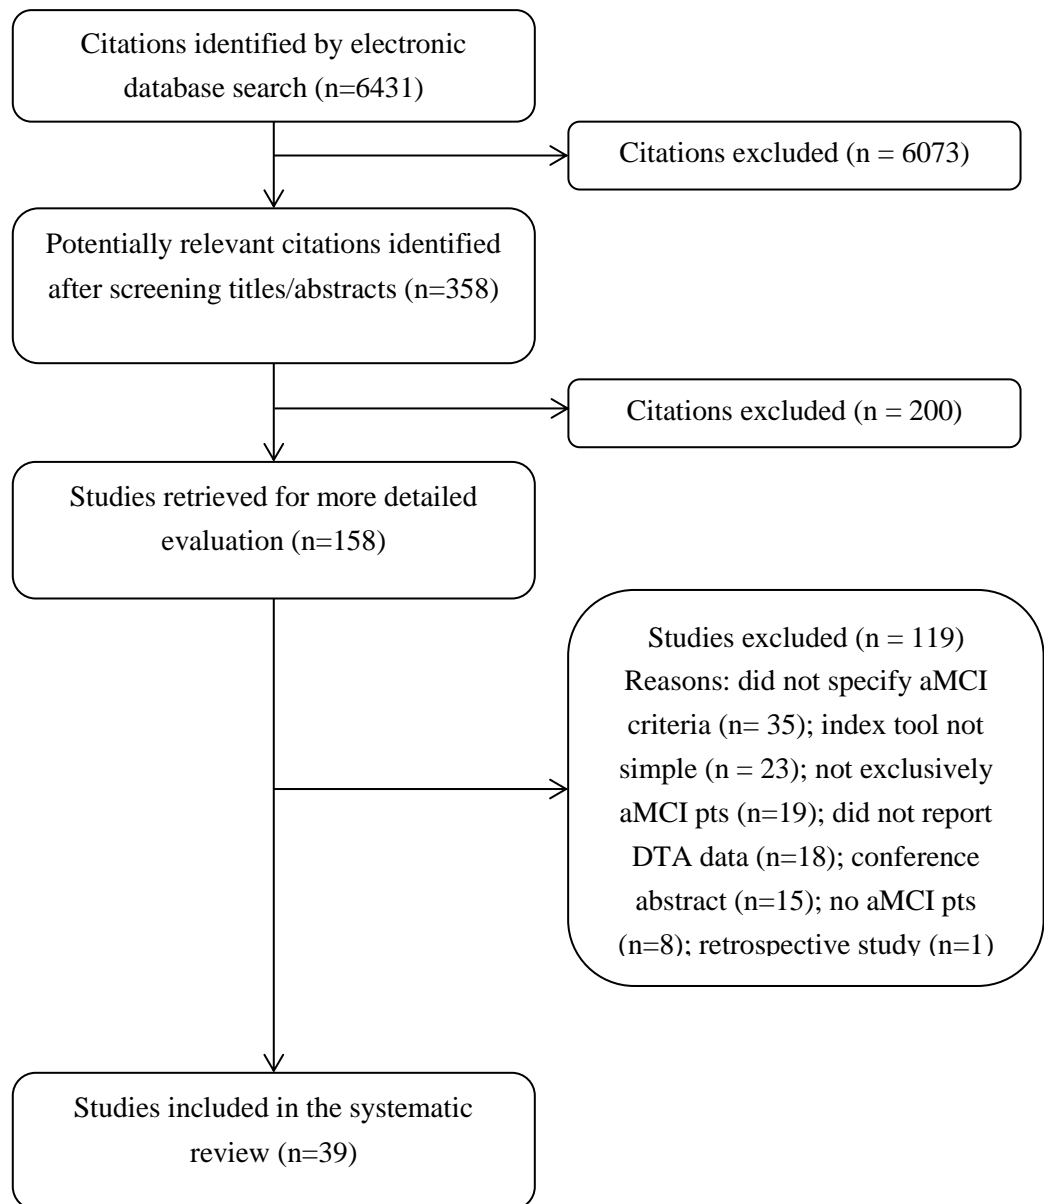 Citations identified by electronic
database search (n=6431)
Citations excluded (n = 6073)
Potentially relevant citations identified
after screening titles/abstracts (n=358)
Citations excluded (n = 200)
Studies retrieved for more detailed
evaluation (n=158)
Studies excluded (n = 119)
Reasons: did not specify aMCI
criteria (n= 35); index tool not
simple (n = 23); not exclusively
aMCI pts (n=19); did not report
DTA data (n=18); conference
abstract (n=15); no aMCI pts
(n=8); retrospective study (n=1)
Studies included in the systematic
review (n=39)